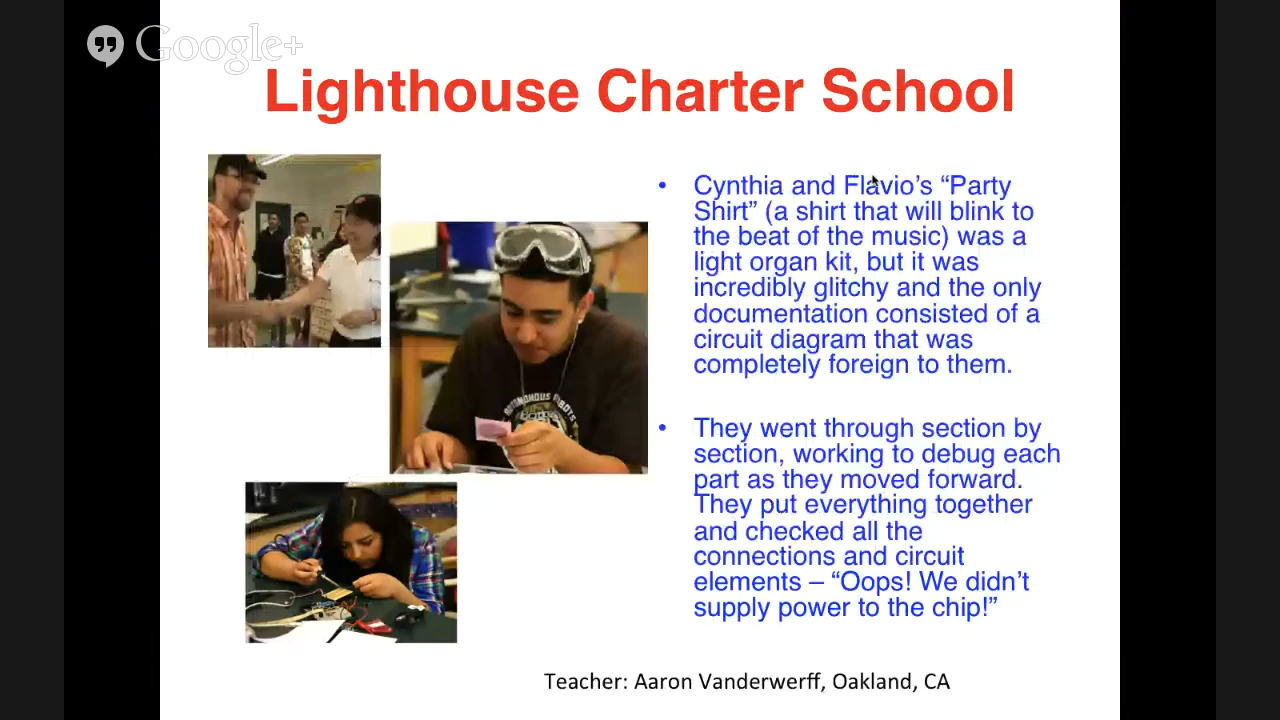 Google+
Lighthouse Charter School
• Cynthia and Flavio’s “Party
Shirt” (a shirt that will blink to
the beat of the music) was a
light organ kit, but it was
incredibly glitchy and the only
documentation consisted of a
circuit diagram that was
completely foreign to them.
• They went through section by
section, working to debug each
part as they moved forward.
They put everything together
and checked all the
connections and circuit
elements – “Oops! We didn’t
supply power to the chip!”
Teacher: Aaron Vanderwerff, Oakland, CA